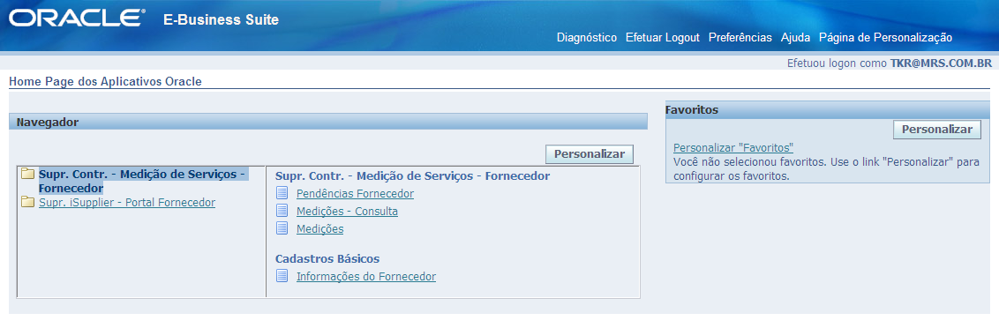 ORACLE® E-Business Suite
Diagnóstico Efetuar Logout Preferências Ajuda Página de Personalização
Efetuou logon como TKR@MRS.COM.BR
Home Page dos Aplicativos Oracle
Navegador
Personalizar
Supr. Contr. - Medição de Serviços -
Fornecedor
Supr. iSupplier - Portal Fornecedor
Supr. Contr. - Medição de Serviços - Fornecedor
Pendências Fornecedor
Medições - Consulta
Medições
Cadastros Básicos
Informações do Fornecedor
Favoritos
Personalizar
Personalizar "Favoritos"
Você não selecionou favoritos. Use o link "Personalizar" para
configurar os favoritos.